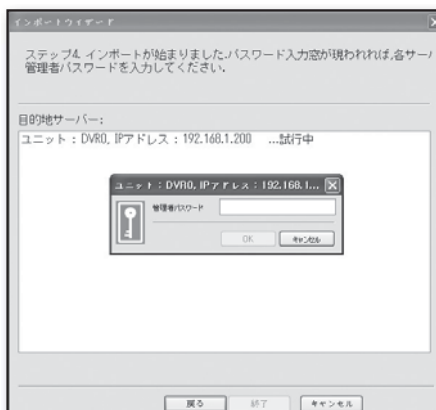 インポートウィザード
ステップ4. インポートが始まりました.パスワード入力窓が現われれば,各サーバ
管理者パスワードを入力してください.
目的地サーバー:
ユニット : DVR0, IPアドレス : 192.168.1.200 ...試行中
ユニット : DVR0, IPアドレス : 192.168.1...
管理者パスワード
OK
キャンセル
戻る
終了
キャンセル